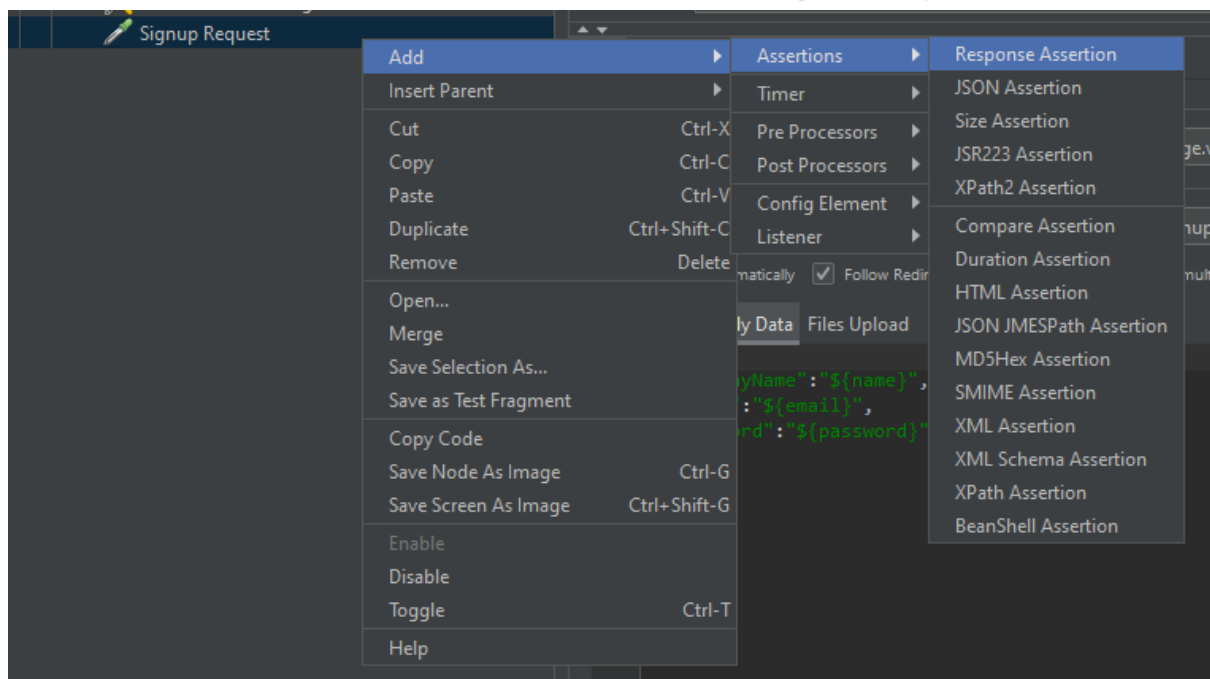 Signup Request
Add
Insert Parent
Cut Ctrl-X
Copy Ctrl-C
Paste Ctrl-V
Duplicate Ctrl+Shift-C
Remove Delete
Open...
Merge
Save Selection As...
Save as Test Fragment
Copy Code
Save Node As Image Ctrl-G
Save Screen As Image Ctrl+Shift-G
Enable
Disable
Toggle Ctrl-T
Help
Assertions
Timer
Pre Processors
Post Processors
Config Element
Listener
Response Assertion
JSON Assertion
Size Assertion
JSR223 Assertion
XPath2 Assertion
Compare Assertion
Duration Assertion
HTML Assertion
JSON JMESPath Assertion
MD5Hex Assertion
SMIME Assertion
XML Assertion
XML Schema Assertion
XPath Assertion
BeanShell Assertion
matically Follow Redir
ly Data Files Upload
yName":"${name}",
":"${email}",
rd":"${password}"